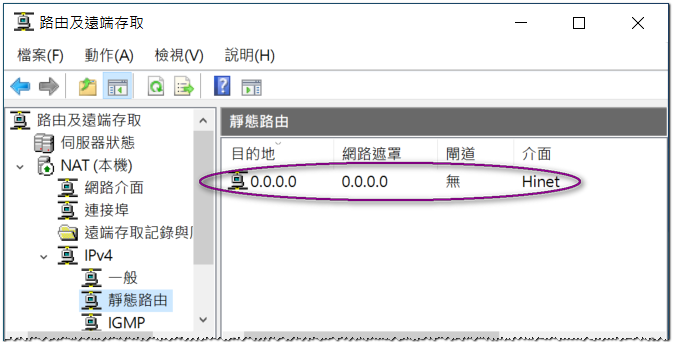 路由及遠端存取
檔案(F) 動作(A) 檢視(V) 說明(H)
路由及遠端存取
伺服器狀態
NAT (本機)
網路介面
連接埠
遠端存取記錄與
IPv4
一般
靜態路由
IGMP
靜態路由
目的地 網路遮罩 閘道 介面
0.0.0.0 0.0.0.0 無 Hinet